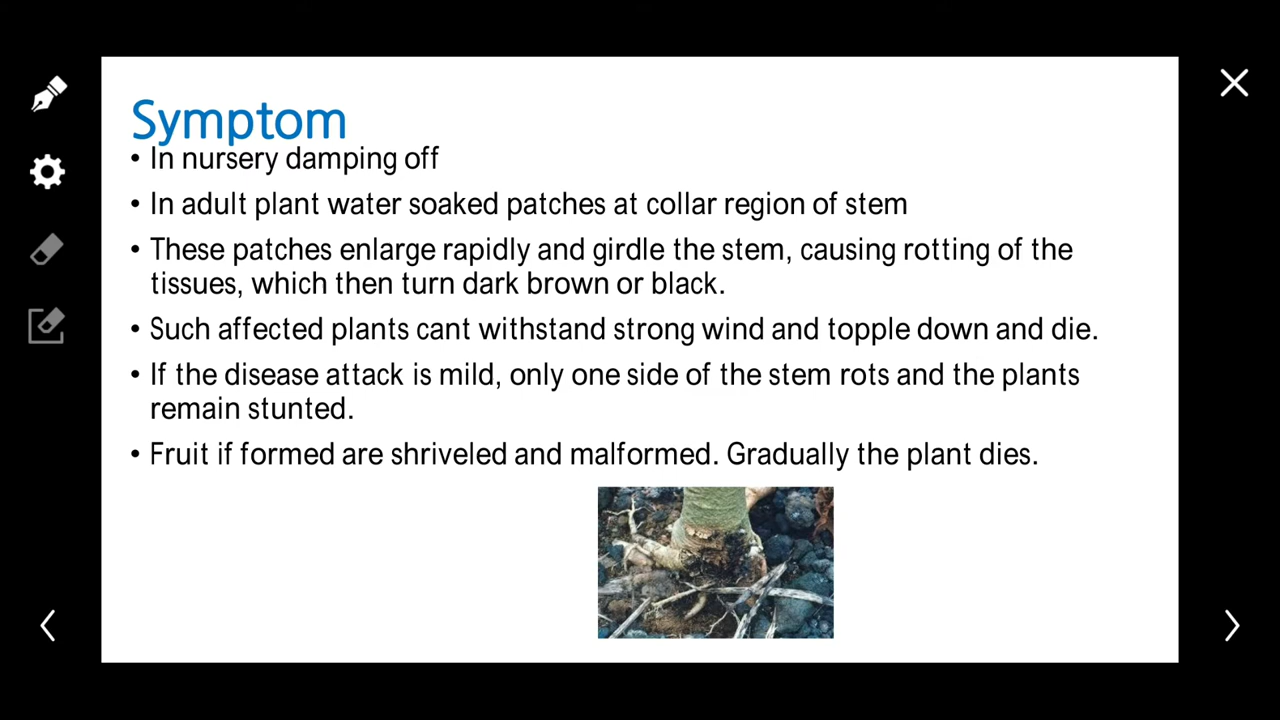 Symptom
• In nursery damping off
• In adult plant water soaked patches at collar region of stem
• These patches enlarge rapidly and girdle the stem, causing rotting of the
tissues, which then turn dark brown or black.
• Such affected plants cant withstand strong wind and topple down and die.
• If the disease attack is mild, only one side of the stem rots and the plants
remain stunted.
• Fruit if formed are shriveled and malformed. Gradually the plant dies.